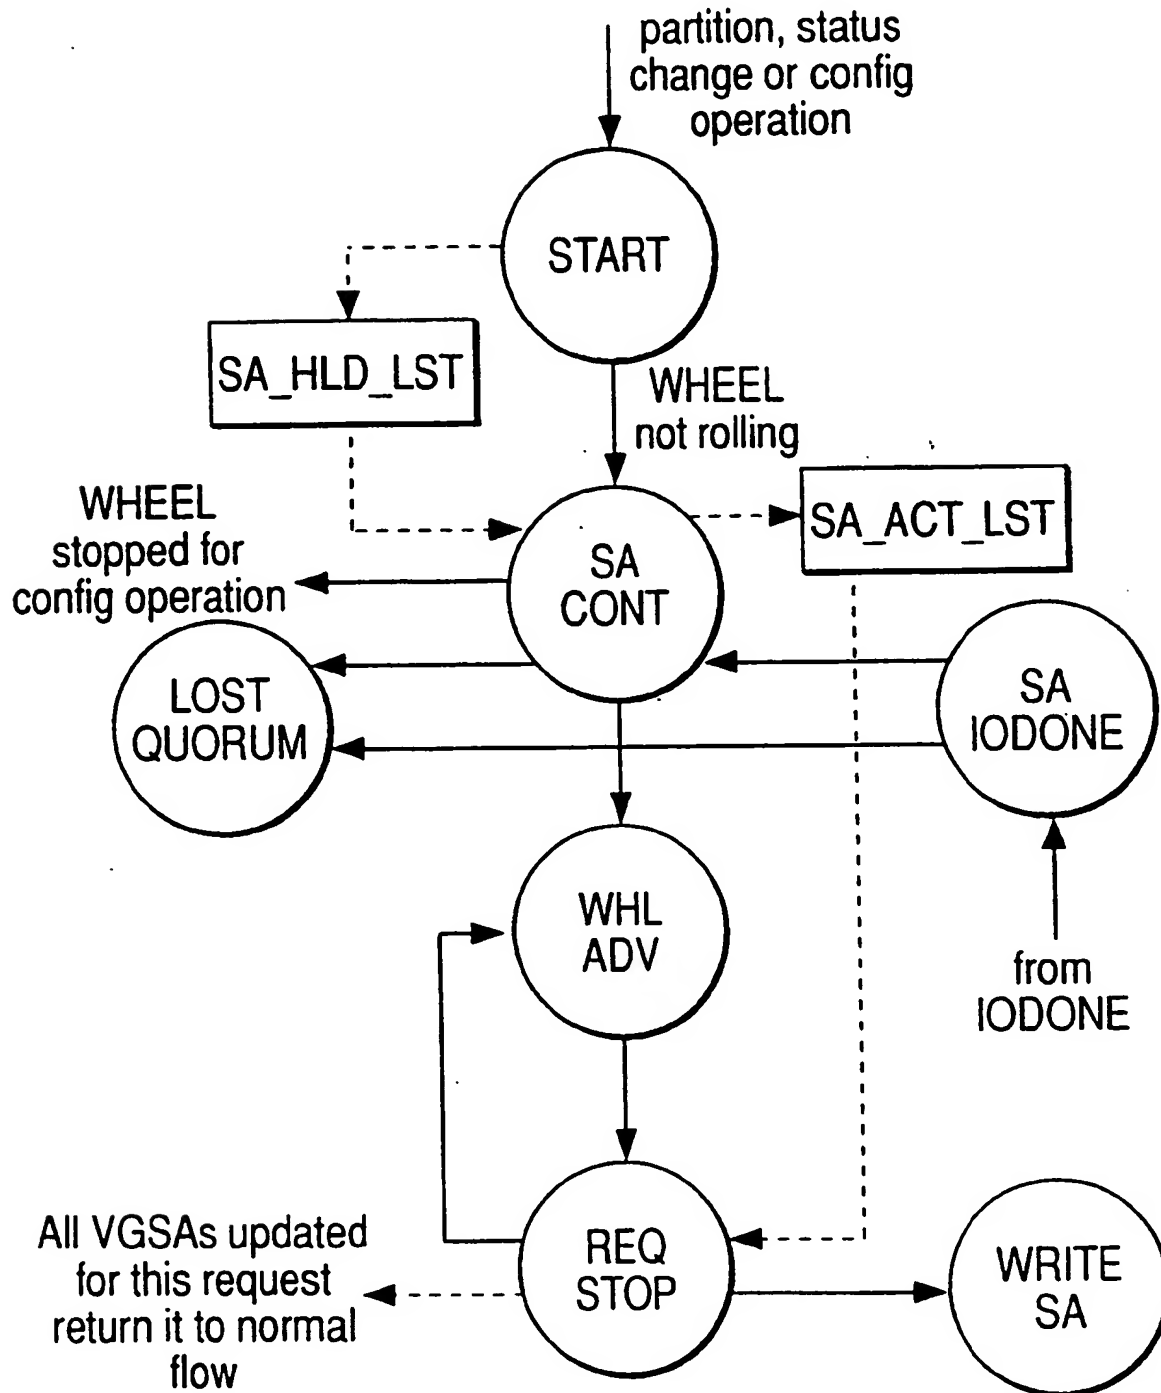 partition, status
change or config
operation
START
SA_HLD_LST
WHEEL
not rolling
WHEEL
stopped for
config operation
SA
CONT
SA_ACT_LST
LOST
QUORUM
SA
IODONE
WHL
ADV
from
IODONE
All VGSAs updated
for this request
return it to normal
flow
REQ
STOP
WRITE
SA